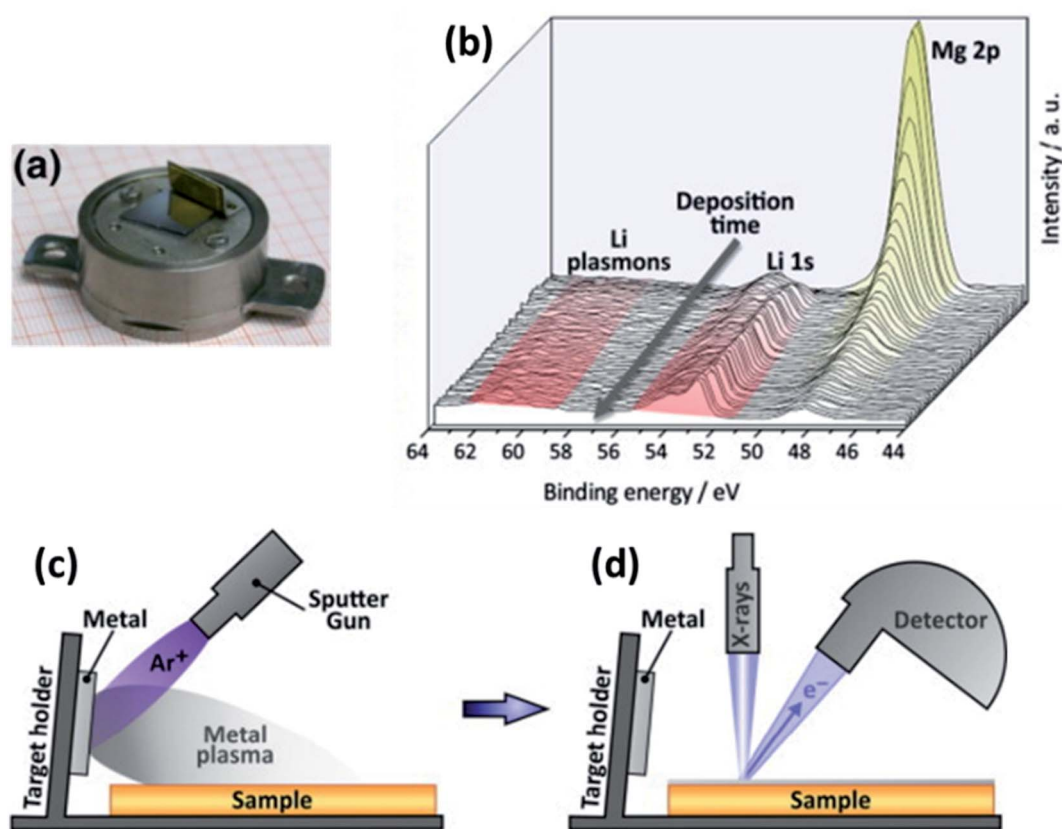 (a)
(b)
Mg 2p
Intensity / a. u.
Deposition
time
Li
plasmons
Li 1s
64 62 60 58 56 54 52 50 48 46 44
Binding energy / eV
(c)
Metal
Sputter
Gun
Ar+
Target holder
Metal
plasma
Sample
(d)
Metal
X-rays
Detector
e−
Target holder
Sample